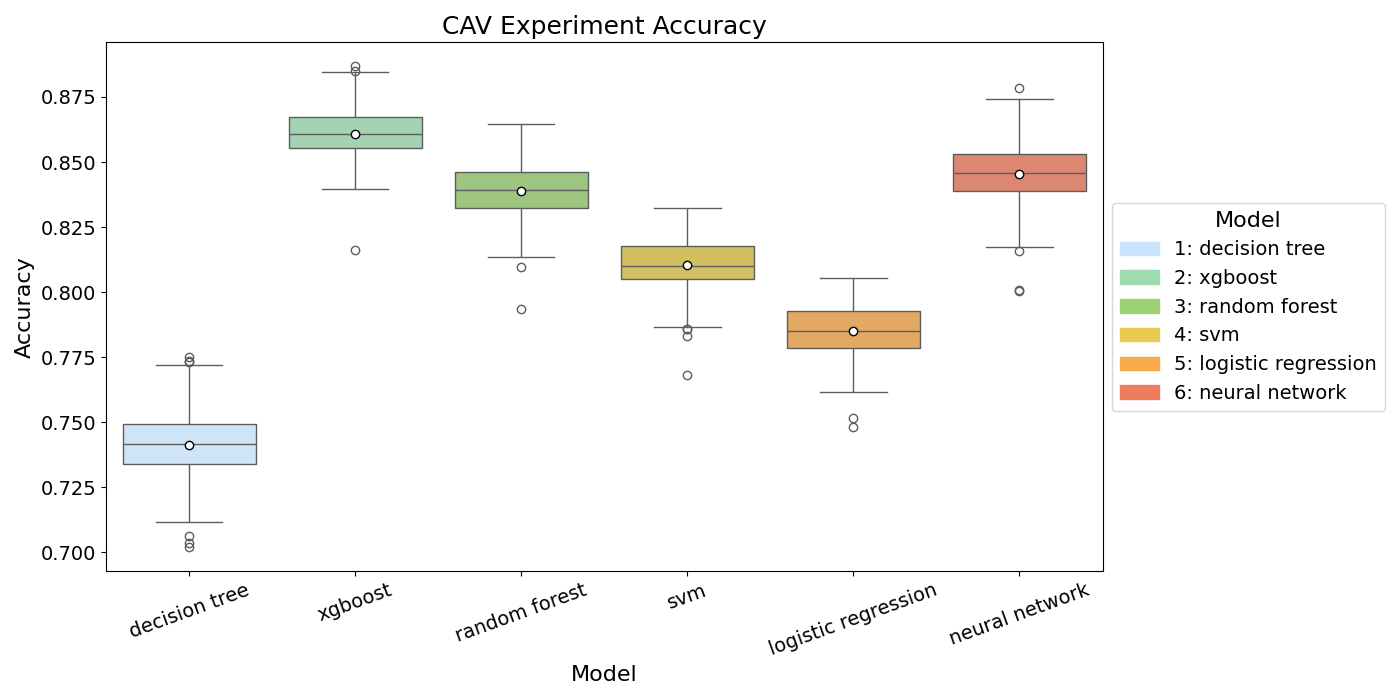 CAV Experiment Accuracy
Accuracy
0.875
0.850
0.825
0.800
0.775
0.750
0.725
0.700
decision tree
xgboost
random forest
svm
logistic regression
neural network
Model
Model
1: decision tree
2: xgboost
3: random forest
4: svm
5: logistic regression
6: neural network